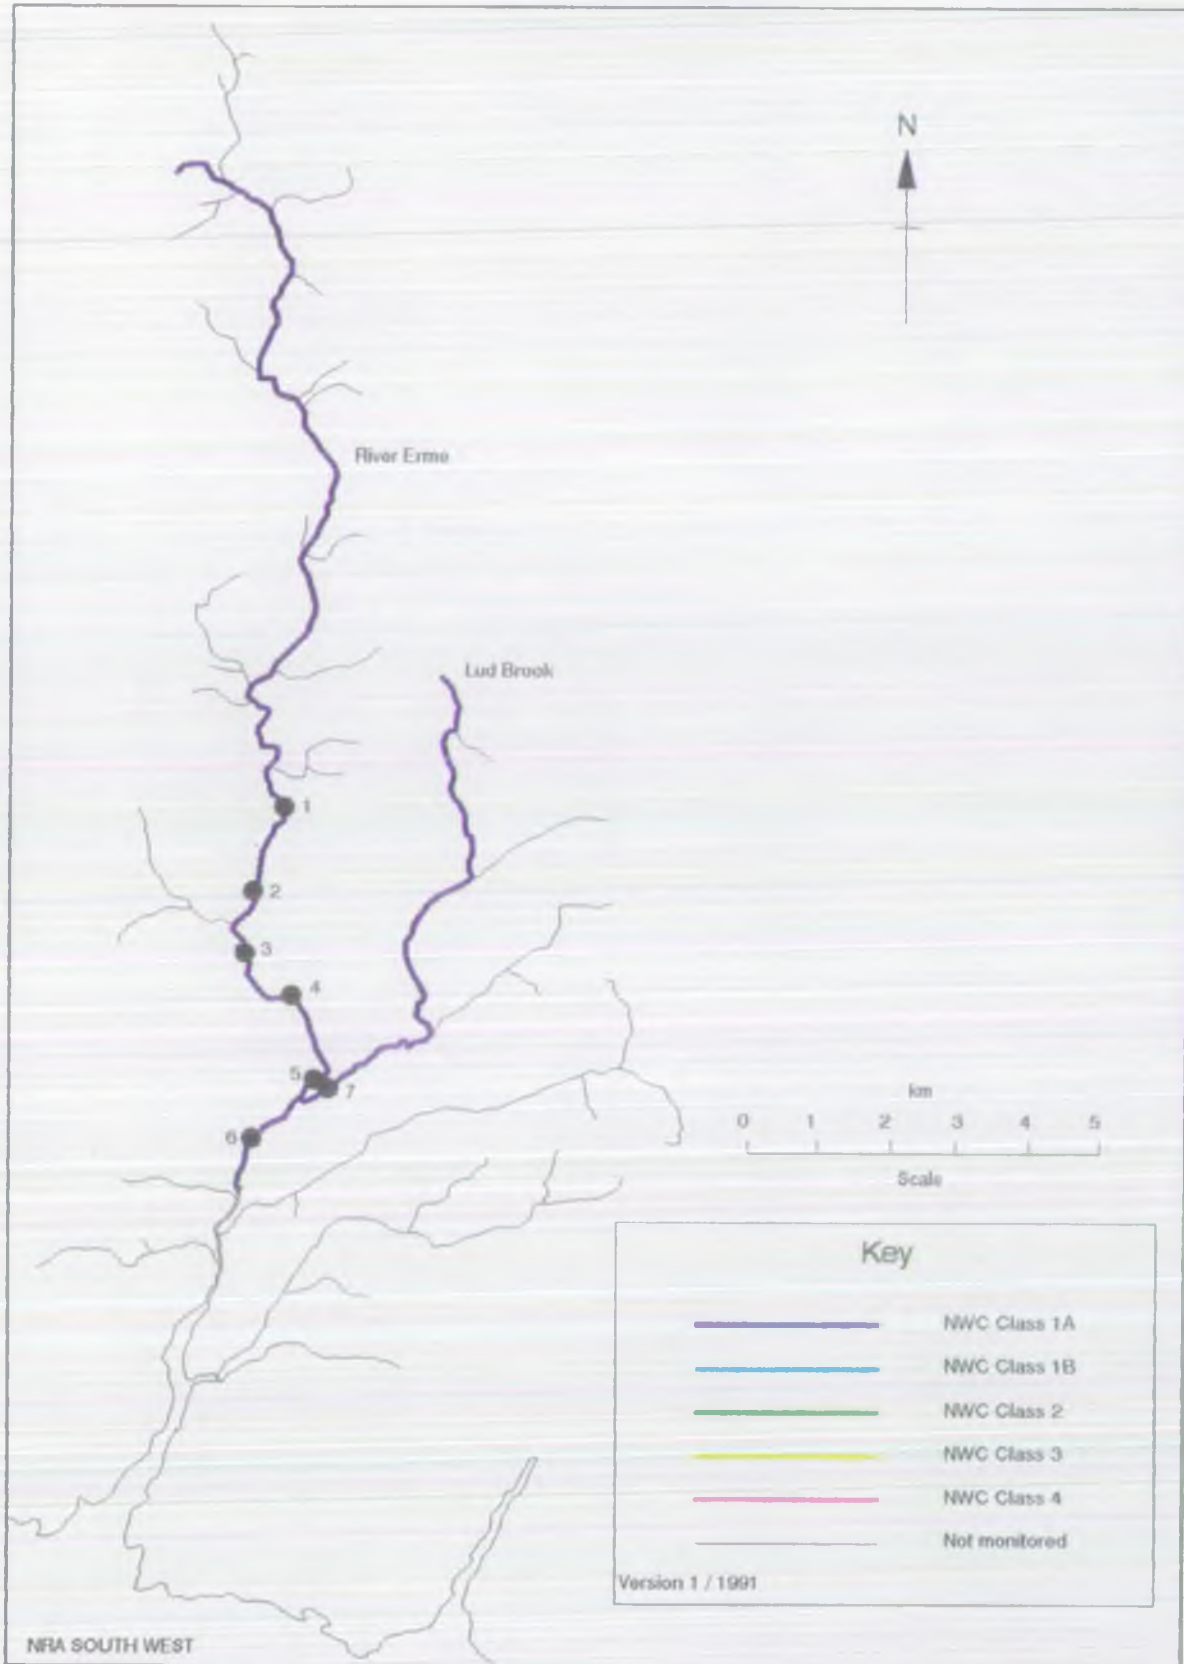 N
River Erme
Lud Brook
1
2
3
4
5
7
6
km
0 1 2 3 4 5
Scale
Key
NWC Class 1A
NWC Class 1B
NWC Class 2
NWC Class 3
NWC Class 4
Not monitored
Version 1 / 1991
NRA SOUTH WEST